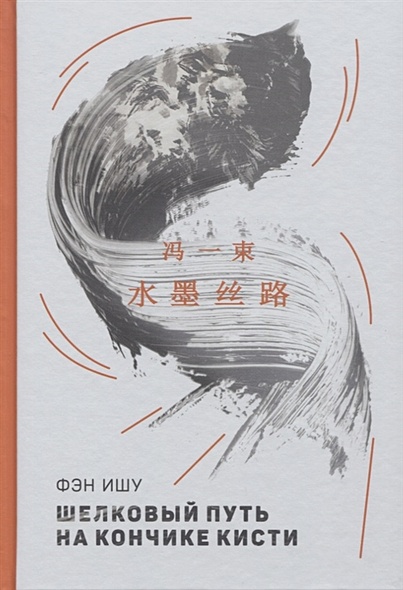 冯一束
水墨丝路
ФЭН ИШУ
ШЕЛКОВЫЙ ПУТЬ
НА КОНЧИКЕ КИСТИ